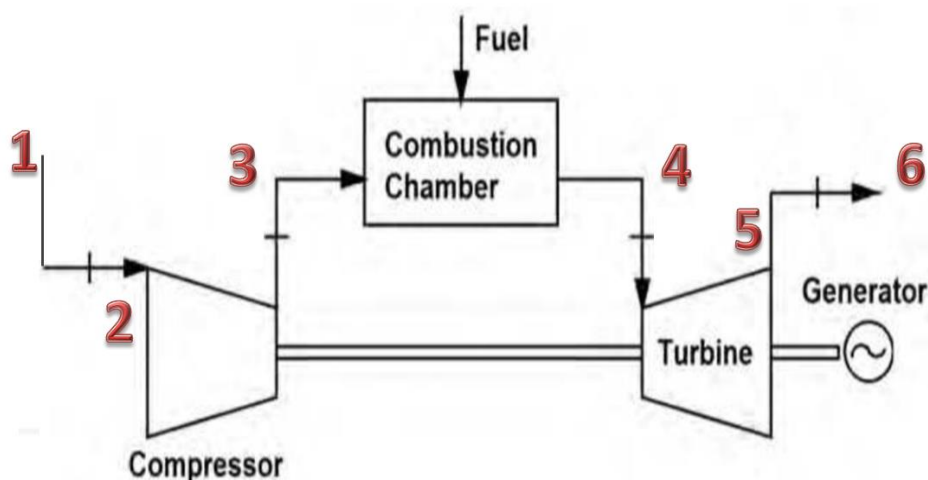 Fuel
1
3
Combustion
Chamber
4
6
5
2
Generator
Turbine
Compressor